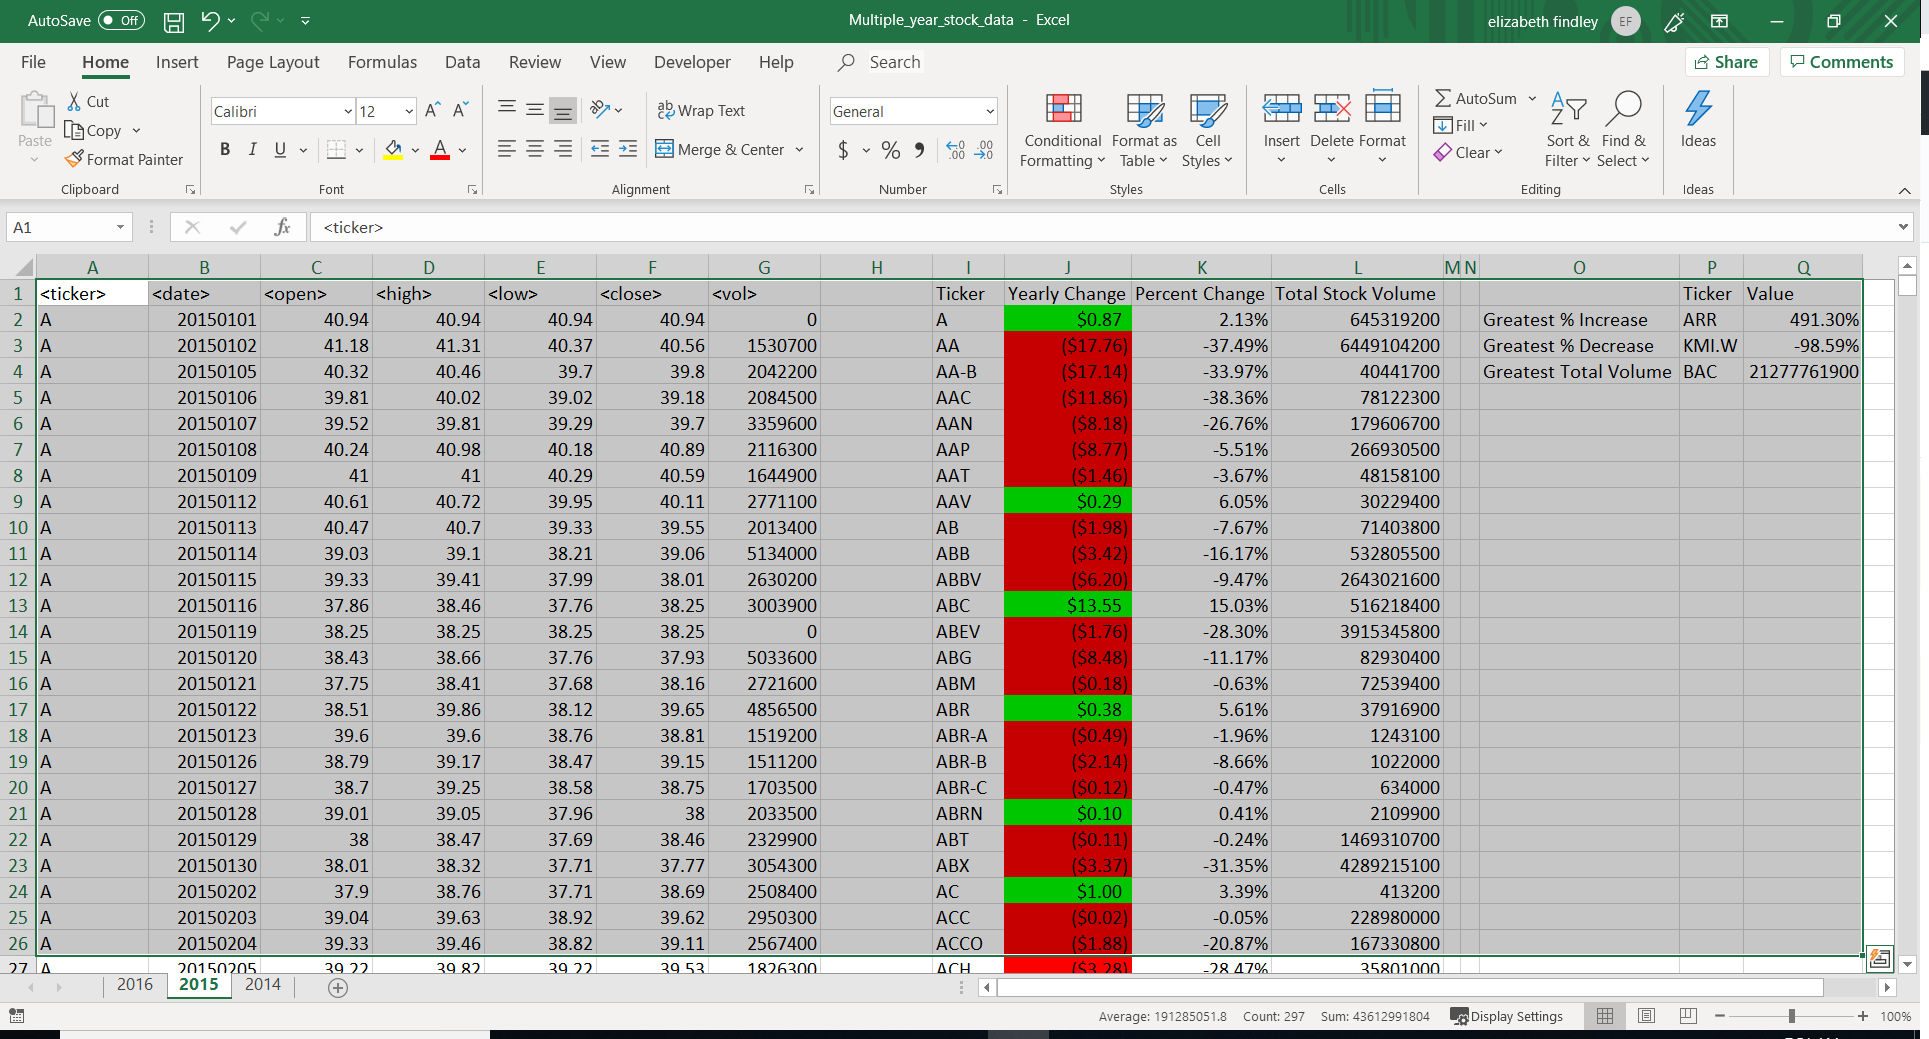 AutoSave Off Multiple_year_stock_data - Excel elizabeth findley EF
File Home Insert Page Layout Formulas Data Review View Developer Help Search Share Comments
Paste Cut Copy Format Painter
Calibri 12 B I U A A A
ab Wrap Text Merge & Center
General $ % .00 .00
Conditional Formatting Format as Table Cell Styles
Insert Delete Format
AutoSum Fill Clear Sort & Filter Find & Select Ideas
Clipboard Font Alignment Number Styles Cells Editing Ideas
A1 fx <ticker>
A B C D E F G H I J K L M N O P Q
1 <ticker> <date> <open> <high> <low> <close> <vol> Ticker Yearly Change Percent Change Total Stock Volume Ticker Value
2 A 20150101 40.94 40.94 40.94 40.94 0 A $0.87 2.13% 645319200 Greatest % Increase ARR 491.30%
3 A 20150102 41.18 41.31 40.37 40.56 1530700 AA ($17.76) -37.49% 6449104200 Greatest % Decrease KMI.W -98.59%
4 A 20150105 40.32 40.46 39.7 39.8 2042200 AA-B ($17.14) -33.97% 40441700 Greatest Total Volume BAC 21277761900
5 A 20150106 39.81 40.02 39.02 39.18 2084500 AAC ($11.86) -38.36% 78122300
6 A 20150107 39.52 39.81 39.29 39.7 3359600 AAN ($8.18) -26.76% 179606700
7 A 20150108 40.24 40.98 40.18 40.89 2116300 AAP ($8.77) -5.51% 266930500
8 A 20150109 41 41 40.29 40.59 1644900 AAT ($1.46) -3.67% 48158100
9 A 20150112 40.61 40.72 39.95 40.11 2771100 AAV $0.29 6.05% 30229400
10 A 20150113 40.47 40.7 39.33 39.55 2013400 AB ($1.98) -7.67% 71403800
11 A 20150114 39.03 39.1 38.21 39.06 5134000 ABB ($3.42) -16.17% 532805500
12 A 20150115 39.33 39.41 37.99 38.01 2630200 ABBV ($6.20) -9.47% 2643021600
13 A 20150116 37.86 38.46 37.76 38.25 3003900 ABC $13.55 15.03% 516218400
14 A 20150119 38.25 38.25 38.25 38.25 0 ABEV ($1.76) -28.30% 3915345800
15 A 20150120 38.43 38.66 37.76 37.93 5033600 ABG ($8.48) -11.17% 82930400
16 A 20150121 37.75 38.41 37.68 38.16 2721600 ABM ($0.18) -0.63% 72539400
17 A 20150122 38.51 39.86 38.12 39.65 4856500 ABR $0.38 5.61% 37916900
18 A 20150123 39.6 39.6 38.76 38.81 1519200 ABR-A ($0.49) -1.96% 1243100
19 A 20150126 38.79 39.17 38.47 39.15 1511200 ABR-B ($2.14) -8.66% 1022000
20 A 20150127 38.7 39.25 38.58 38.75 1703500 ABR-C ($0.12) -0.47% 634000
21 A 20150128 39.01 39.05 37.96 38 2033500 ABRN $0.10 0.41% 2109900
22 A 20150129 38 38.47 37.69 38.46 2329900 ABT ($0.11) -0.24% 1469310700
23 A 20150130 38.01 38.32 37.71 37.77 3054300 ABX ($3.37) -31.35% 4289215100
24 A 20150202 37.9 38.76 37.71 38.69 2508400 AC $1.00 3.39% 413200
25 A 20150203 39.04 39.63 38.92 39.62 2950300 ACC ($0.02) -0.05% 228980000
26 A 20150204 39.33 39.46 38.82 39.11 2567400 ACCO ($1.88) -20.87% 167330800
27 A 20150205 39.22 39.82 39.22 39.53 1826300 ACH ($3.28) -28.47% 35801000
2016 2015 2014
Average: 191285051.8 Count: 297 Sum: 43612991804 Display Settings 100%